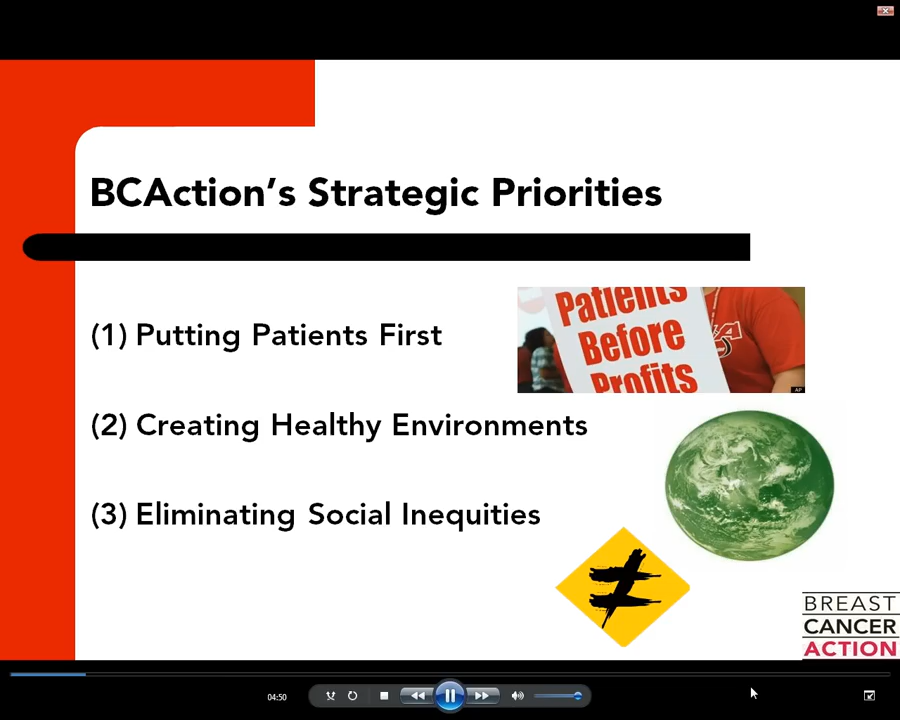 BCAction's Strategic Priorities
(1) Putting Patients First
Patients
Before
Profits
AP
(2) Creating Healthy Environments
(3) Eliminating Social Inequities
BREAST
CANCER
ACTION
04:50